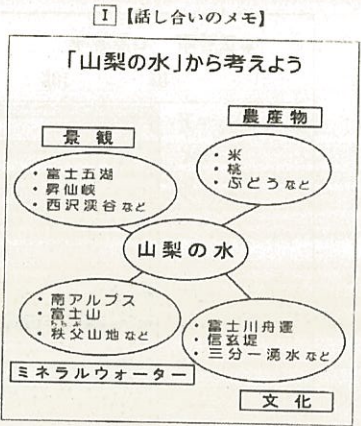 I 【話し合いのメモ】
「山梨の水」から考えよう
景観
・富士五湖
・昇仙峡
・西沢渓谷 など
農産物
・米
・桃
・ぶどう など
山梨の水
・南アルプス
・富士山
ちちぶ
・秩父山地 など
ミネラルウォーター
・富士川舟運
・信玄堤
・三分一湧水 など
文化